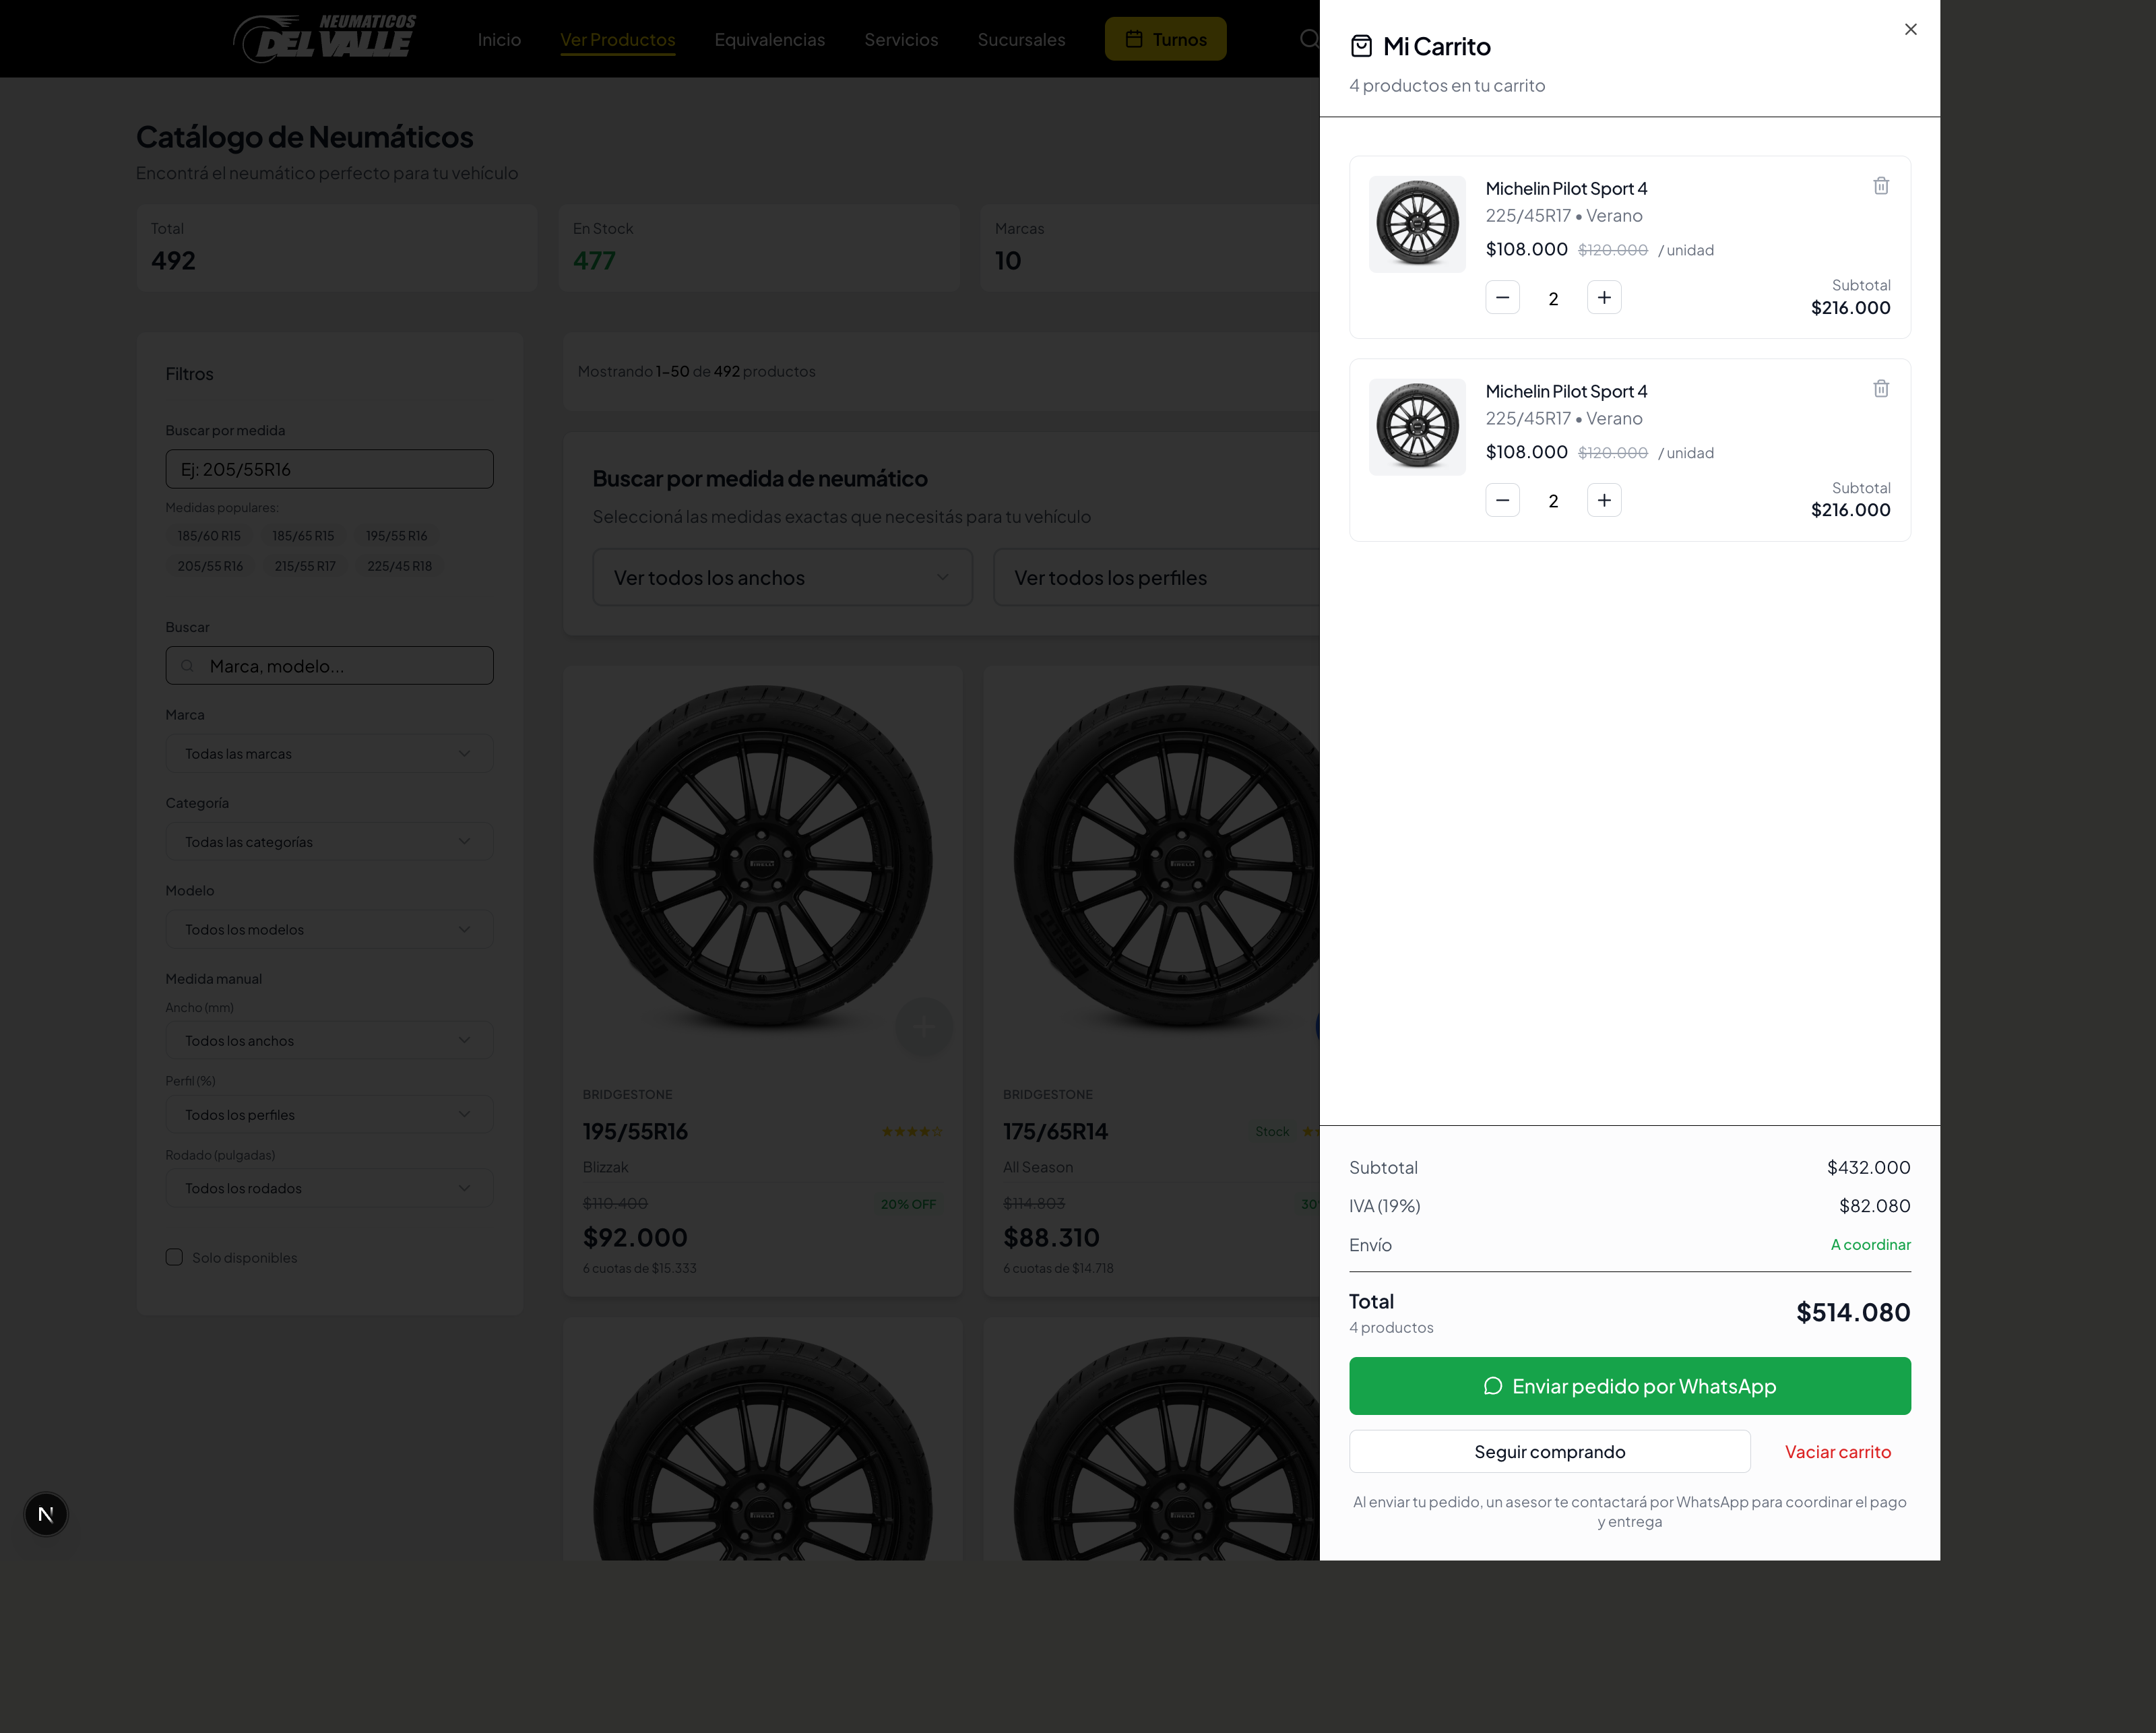 NEUMATICOS
DEL VALLE
Inicio
Ver Productos
Equivalencias
Servicios
Sucursales
Turnos
Catálogo de Neumáticos
Encontrá el neumático perfecto para tu vehículo
Total
492
En Stock
477
Marcas
10
Filtros
Buscar por medida
Ej: 205/55R16
Medidas populares:
185/60 R15
185/65 R15
195/55 R16
205/55 R16
215/55 R17
225/45 R18
Buscar
Marca, modelo...
Marca
Todas las marcas
Categoría
Todas las categorías
Modelo
Todos los modelos
Medida manual
Ancho (mm)
Todos los anchos
Perfil (%)
Todos los perfiles
Rodado (pulgadas)
Todos los rodados
Solo disponibles
Mostrando 1-50 de 492 productos
Buscar por medida de neumático
Seleccioná las medidas exactas que necesitás para tu vehículo
Ver todos los anchos
Ver todos los perfiles
PZERO
PIRELLI
PIRELLI
BRIDGESTONE
195/55R16
★★★★☆
Blizzak
$110.400
20% OFF
$92.000
6 cuotas de $15.333
PZERO
PIRELLI
PIRELLI
BRIDGESTONE
175/65R14
Stock
All Season
$114.803
30
$88.310
6 cuotas de $14.718
PIRELLI
PIRELLI
N
Mi Carrito
4 productos en tu carrito
Michelin Pilot Sport 4
225/45R17 • Verano
$108.000 $120.000 / unidad
2
Subtotal
$216.000
Michelin Pilot Sport 4
225/45R17 • Verano
$108.000 $120.000 / unidad
2
Subtotal
$216.000
Subtotal
$432.000
IVA (19%)
$82.080
Envío
A coordinar
Total
4 productos
$514.080
Enviar pedido por WhatsApp
Seguir comprando
Vaciar carrito
Al enviar tu pedido, un asesor te contactará por WhatsApp para coordinar el pago
y entrega